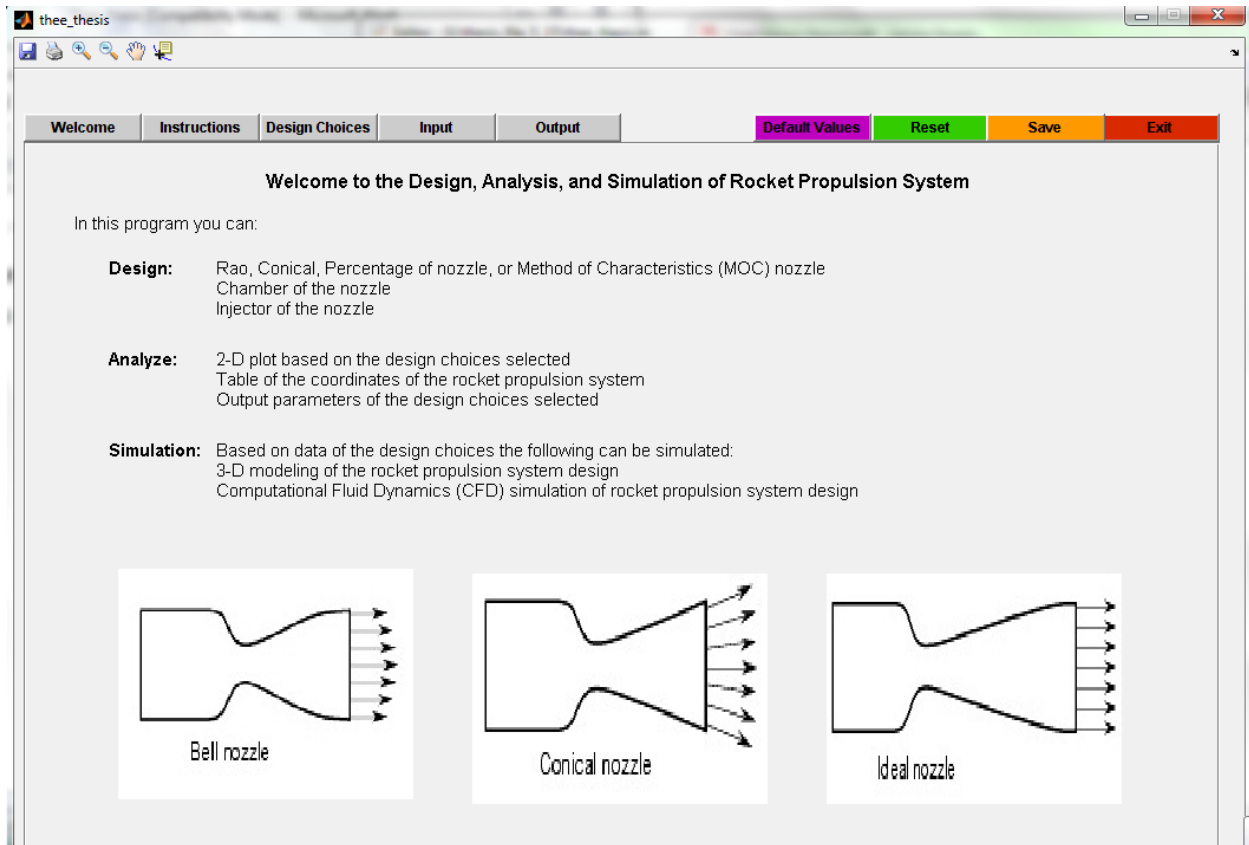 thee_thesis
Welcome Instructions Design Choices Input Output Default Values Reset Save Exit
Welcome to the Design, Analysis, and Simulation of Rocket Propulsion System
In this program you can:
Design: Rao, Conical, Percentage of nozzle, or Method of Characteristics (MOC) nozzle
Chamber of the nozzle
Injector of the nozzle
Analyze: 2-D plot based on the design choices selected
Table of the coordinates of the rocket propulsion system
Output parameters of the design choices selected
Simulation: Based on data of the design choices the following can be simulated:
3-D modeling of the rocket propulsion system design
Computational Fluid Dynamics (CFD) simulation of rocket propulsion system design
Bell nozzle
Conical nozzle
Ideal nozzle